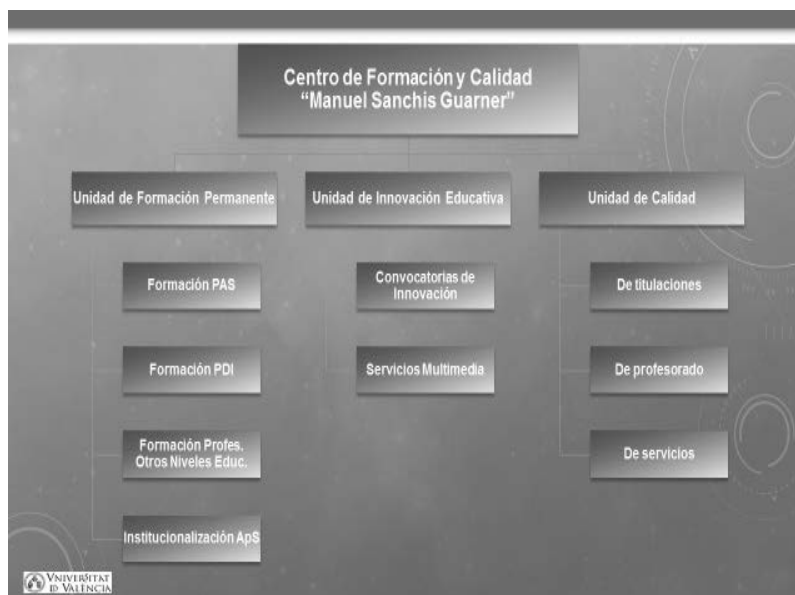 Centro de Formación y Calidad
“Manuel Sanchis Guarner”
Unidad de Formación Permanente
Unidad de Innovación Educativa
Unidad de Calidad
Formación PAS
Formación PDI
Formación Profes.
Otros Niveles Educ.
Institucionalización ApS
Convocatorias de
Innovación
Servicios Multimedia
De titulaciones
De profesorado
De servicios
VNIVERSITAT
ID VALÈNCIA